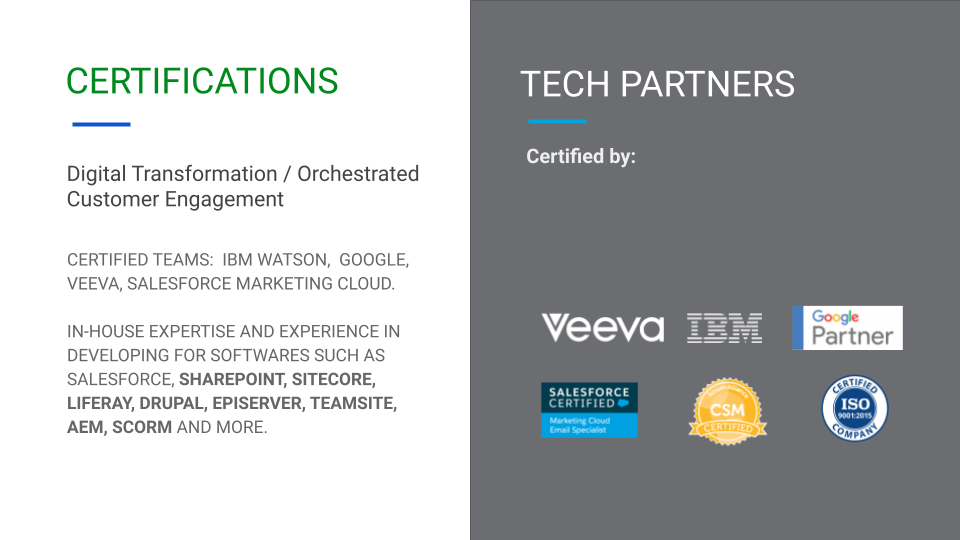 CERTIFICATIONS
Digital Transformation / Orchestrated
Customer Engagement
CERTIFIED TEAMS:  IBM WATSON,  GOOGLE,
VEEVA, SALESFORCE MARKETING CLOUD.
IN-HOUSE EXPERTISE AND EXPERIENCE IN
DEVELOPING FOR SOFTWARES SUCH AS
SALESFORCE, SHAREPOINT, SITECORE,
LIFERAY, DRUPAL, EPISERVER, TEAMSITE,
AEM, SCORM AND MORE.
TECH PARTNERS
Certified by:
Veeva
IBM
Google
Partner
SALESFORCE
CERTIFIED
Marketing Cloud
Email Specialist
CSM
CERTIFIED
CERTIFIED
ISO
9001:2015
COMPANY